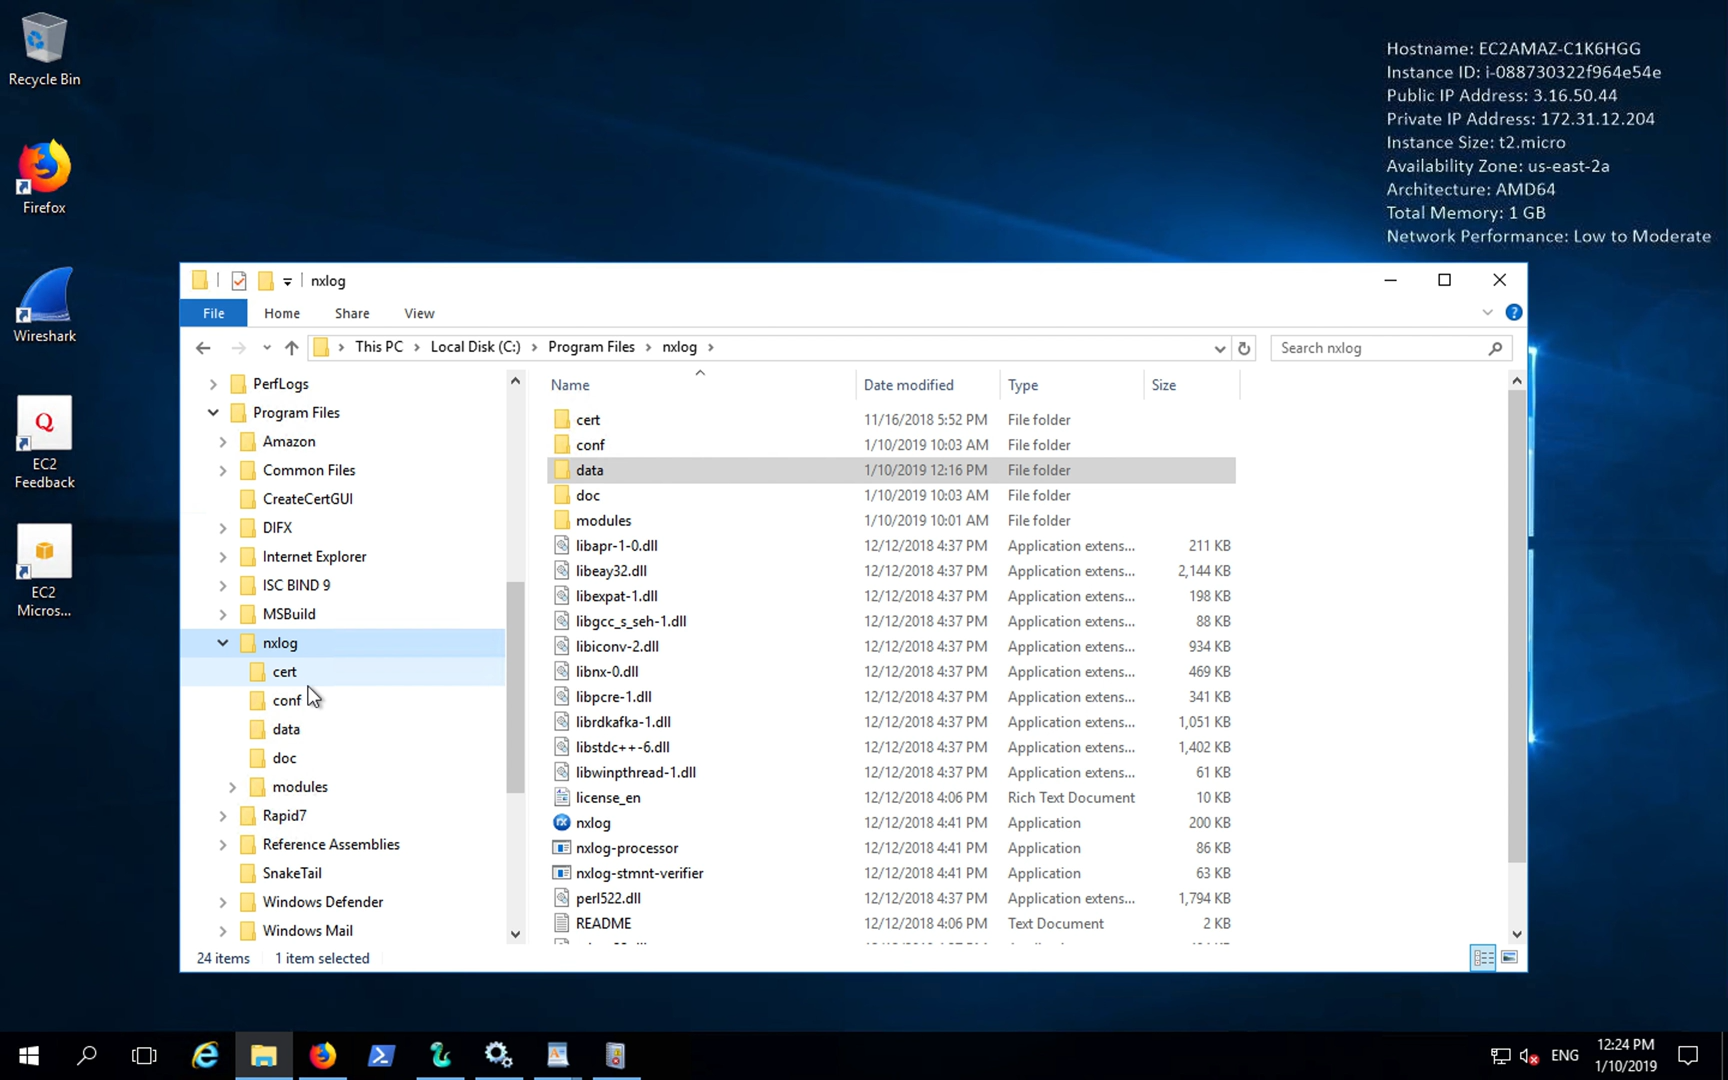 Recycle Bin
Firefox
Wireshark
EC2
Feedback
EC2
Micros...
Hostname: EC2AMAZ-C1K6HGG
Instance ID: i-088730322f964e54e
Public IP Address: 3.16.50.44
Private IP Address: 172.31.12.204
Instance Size: t2.micro
Availability Zone: us-east-2a
Architecture: AMD64
Total Memory: 1 GB
Network Performance: Low to Moderate
nxlog
File Home Share View
This PC Local Disk (C:) Program Files nxlog
Search nxlog
PerfLogs
Program Files
Amazon
Common Files
CreateCertGUI
DIFX
Internet Explorer
ISC BIND 9
MSBuild
nxlog
cert
conf
data
doc
modules
Rapid7
Reference Assemblies
SnakeTail
Windows Defender
Windows Mail
Name Date modified Type Size
cert 11/16/2018 5:52 PM File folder
conf 1/10/2019 10:03 AM File folder
data 1/10/2019 12:16 PM File folder
doc 1/10/2019 10:03 AM File folder
modules 1/10/2019 10:01 AM File folder
libapr-1-0.dll 12/12/2018 4:37 PM Application extens... 211 KB
libeay32.dll 12/12/2018 4:37 PM Application extens... 2,144 KB
libexpat-1.dll 12/12/2018 4:37 PM Application extens... 198 KB
libgcc_s_seh-1.dll 12/12/2018 4:37 PM Application extens... 88 KB
libiconv-2.dll 12/12/2018 4:37 PM Application extens... 934 KB
libnx-0.dll 12/12/2018 4:37 PM Application extens... 469 KB
libpcre-1.dll 12/12/2018 4:37 PM Application extens... 341 KB
librdkafka-1.dll 12/12/2018 4:37 PM Application extens... 1,051 KB
libstdc++-6.dll 12/12/2018 4:37 PM Application extens... 1,402 KB
libwinpthread-1.dll 12/12/2018 4:37 PM Application extens... 61 KB
license_en 12/12/2018 4:06 PM Rich Text Document 10 KB
nxlog 12/12/2018 4:41 PM Application 200 KB
nxlog-processor 12/12/2018 4:41 PM Application 86 KB
nxlog-stmnt-verifier 12/12/2018 4:41 PM Application 63 KB
perl522.dll 12/12/2018 4:37 PM Application extens... 1,794 KB
README 12/12/2018 4:06 PM Text Document 2 KB
24 items 1 item selected
ENG
12:24 PM
1/10/2019